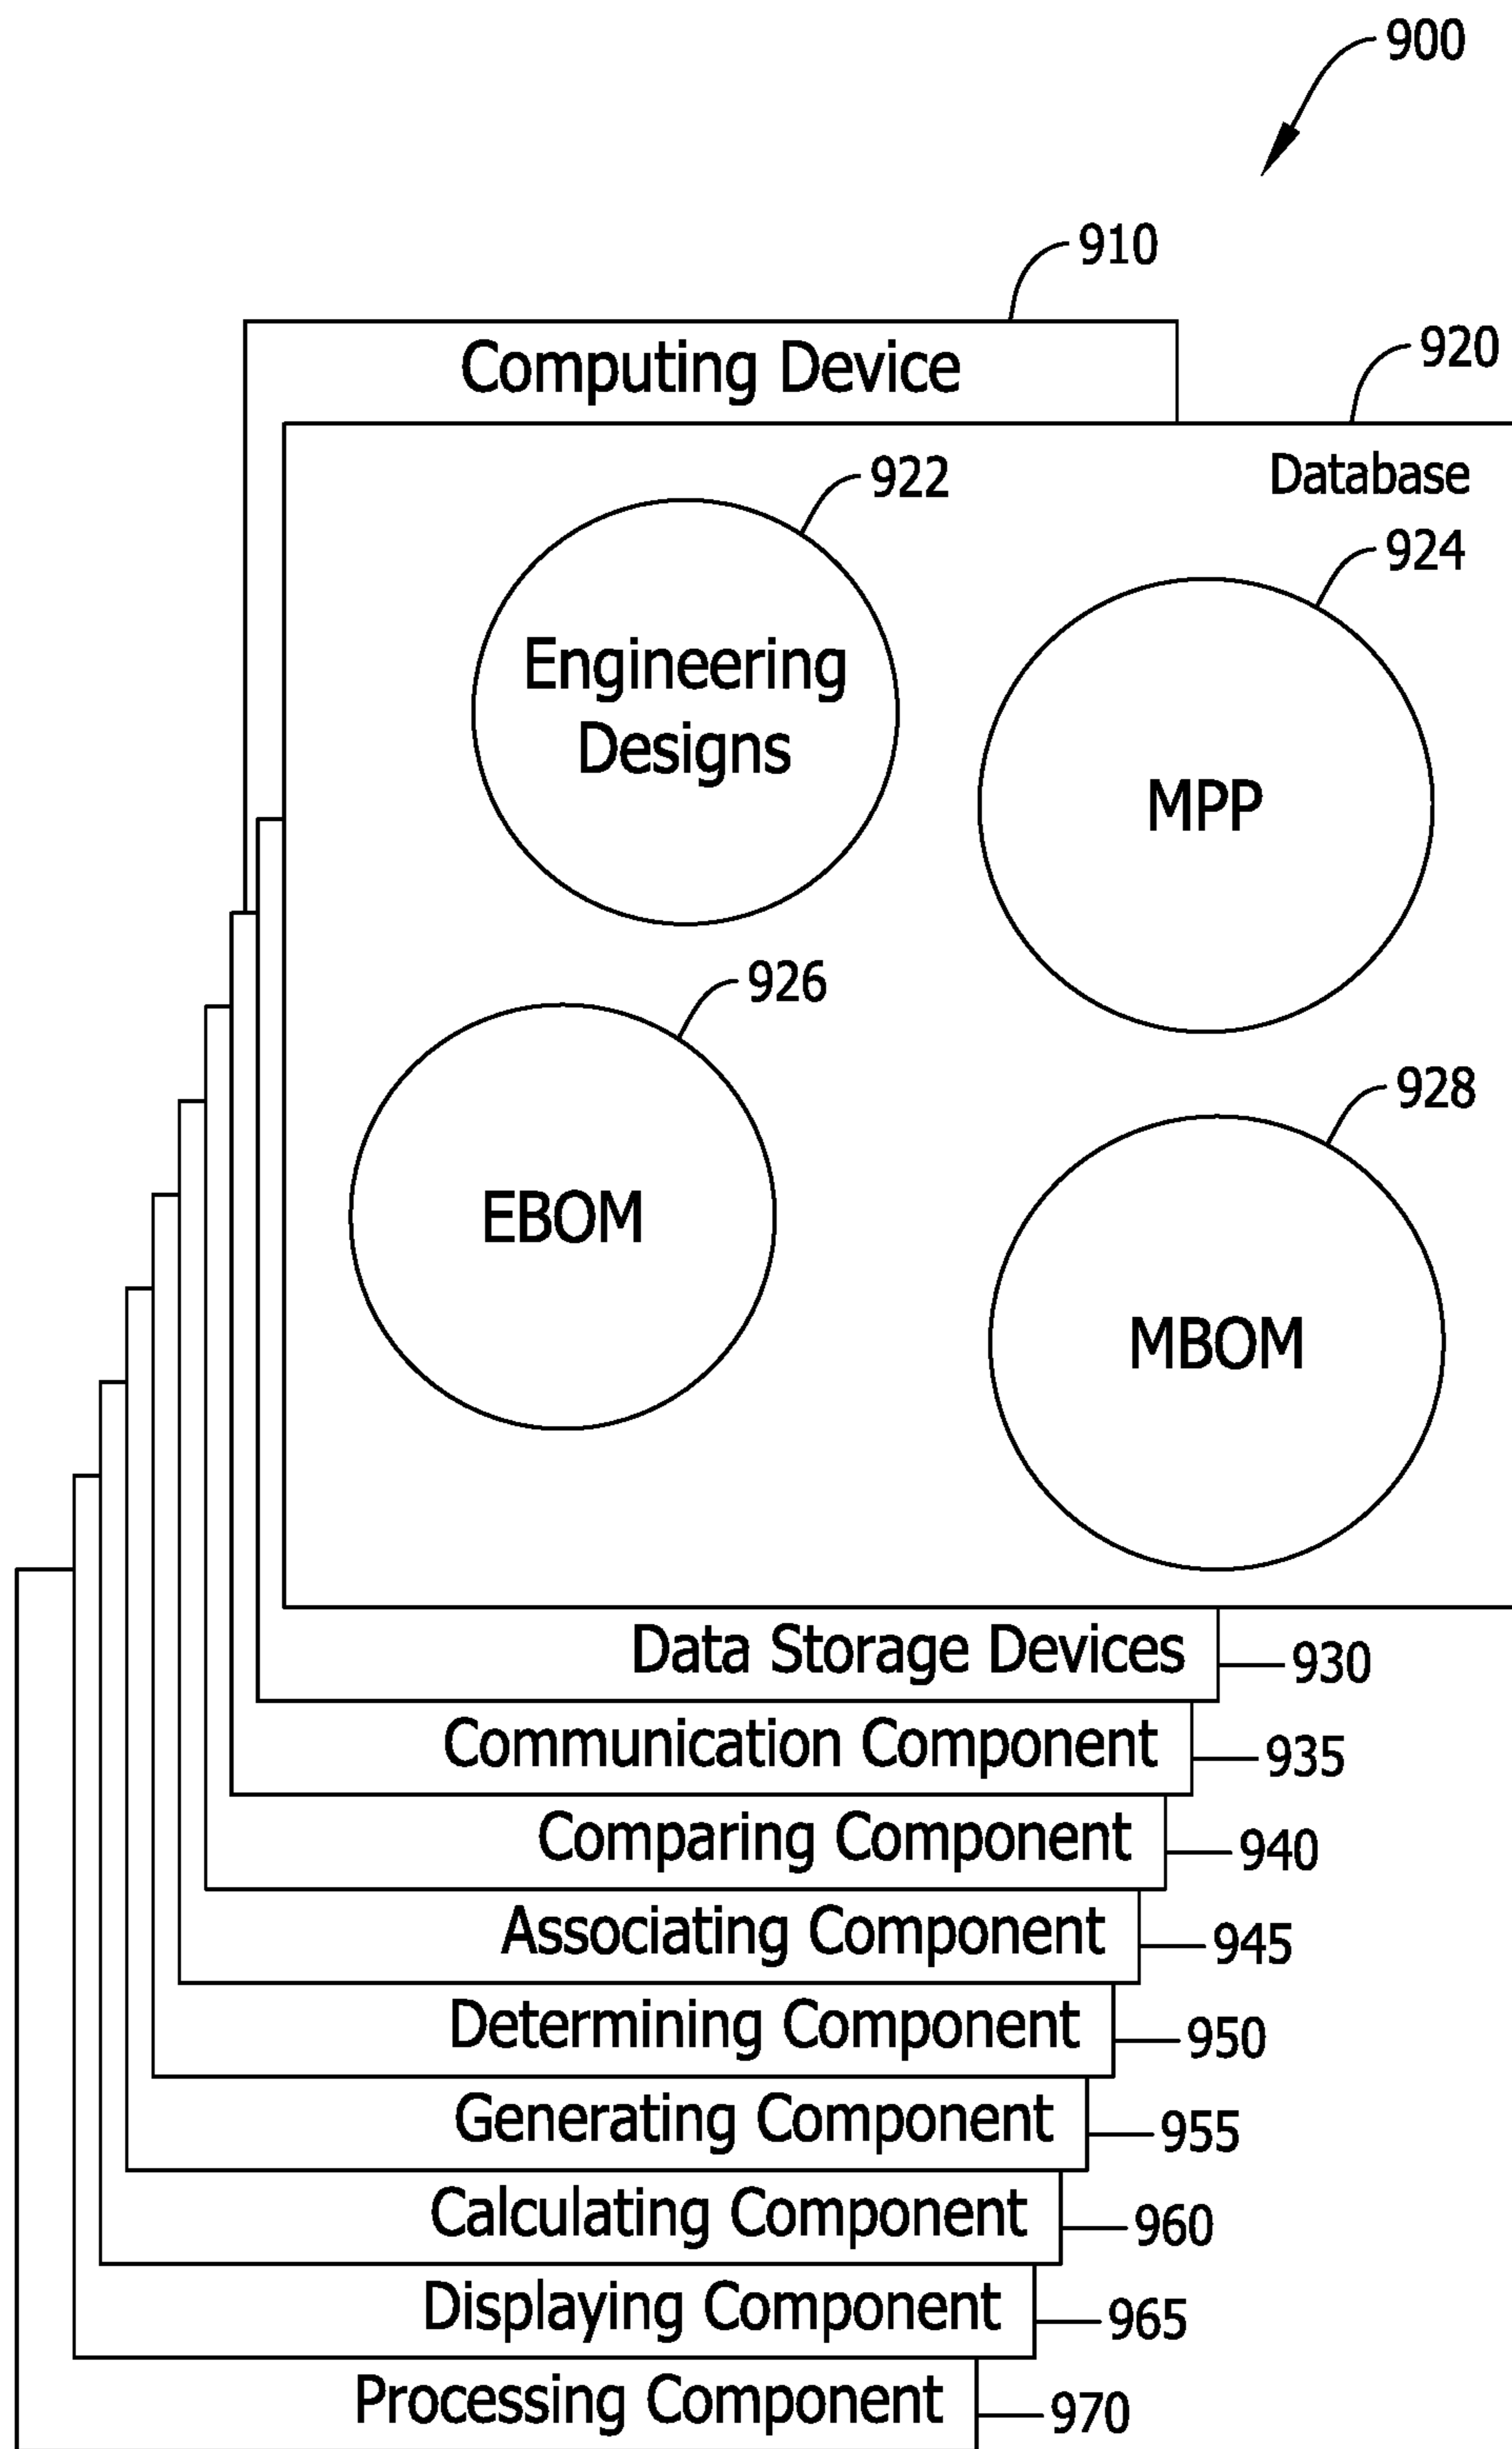 900
910
Computing Device
920
Database
922
924
Engineering
Designs
MPP
926
928
EBOM
MBOM
Data Storage Devices
930
Communication Component
935
Comparing Component
940
Associating Component
945
Determining Component
950
Generating Component
955
Calculating Component
960
Displaying Component
965
Processing Component
970